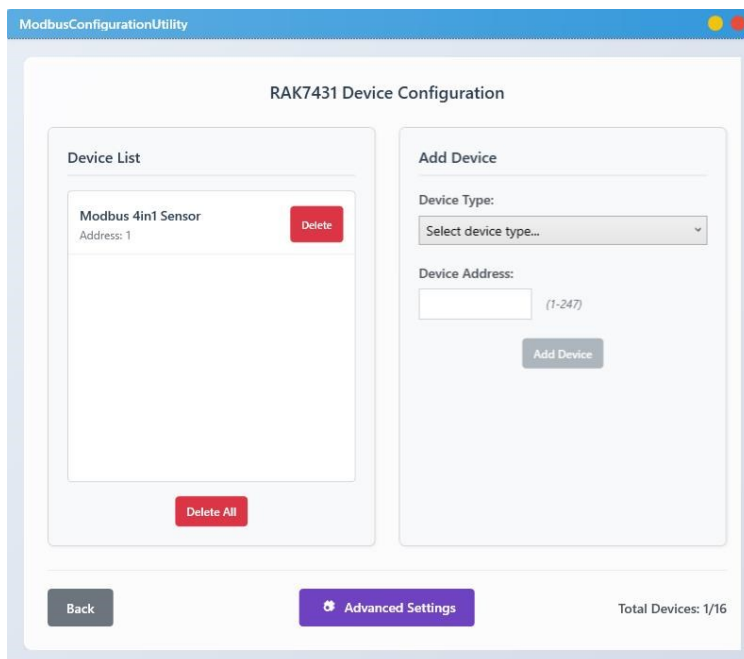 ModbusConfigurationUtility
RAK7431 Device Configuration
Device List
Modbus 4in1 Sensor
Address: 1
Delete
Delete All
Add Device
Device Type:
Select device type...
Device Address:
(1-247)
Add Device
Back
Advanced Settings
Total Devices: 1/16